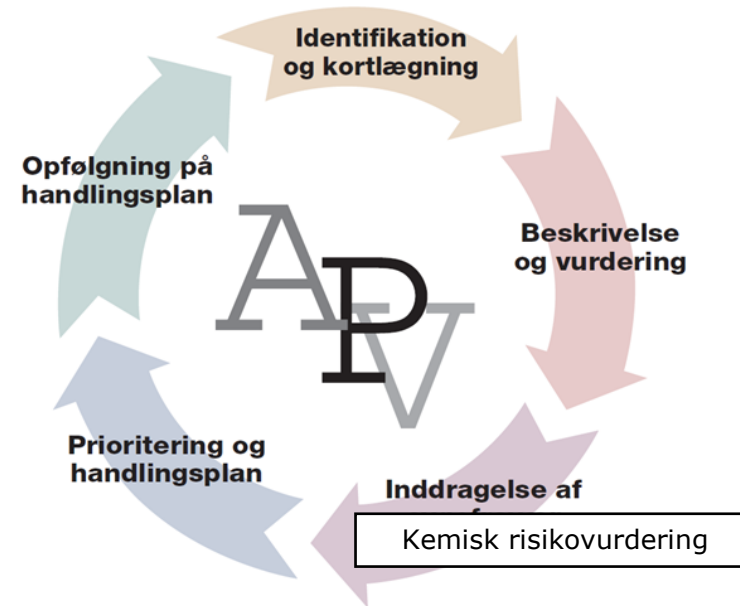 Identifikation
og kortlægning
Beskrivelse
og vurdering
Inddragelse af
Kemisk risikovurdering
Prioritering og
handlingsplan
Opfølgning på
handlingsplan
APV